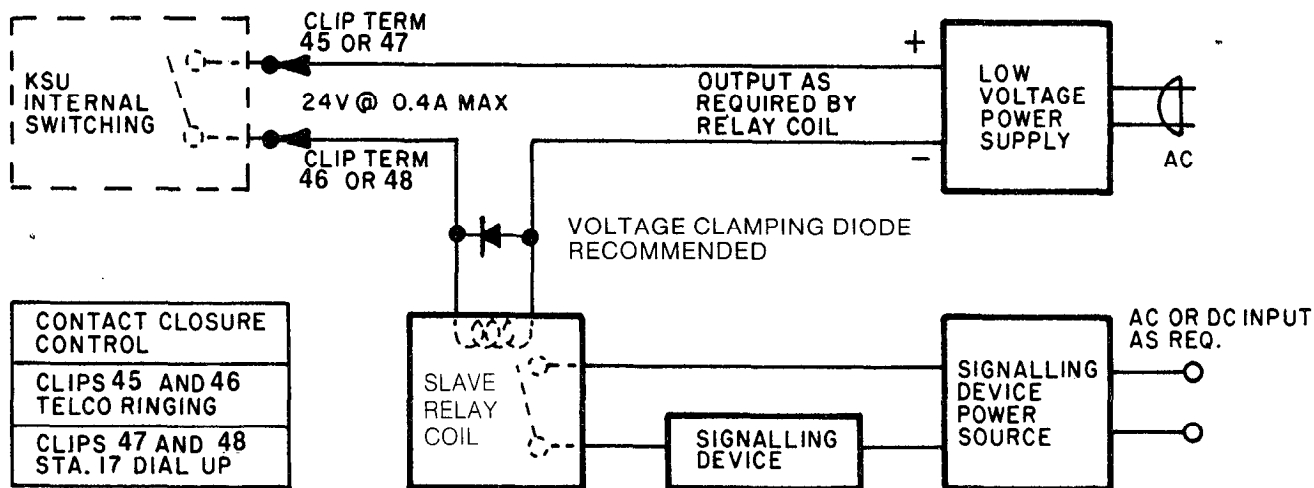 CLIP TERM
45 OR 47
KSU
INTERNAL
SWITCHING
24V @ 0.4A MAX
CLIP TERM
46 OR 48
+
OUTPUT AS
REQUIRED BY
RELAY COIL
−
LOW
VOLTAGE
POWER
SUPPLY
AC
VOLTAGE CLAMPING DIODE
RECOMMENDED
CONTACT CLOSURE
CONTROL
CLIPS 45 AND 46
TELCO RINGING
CLIPS 47 AND 48
STA. 17 DIAL UP
SLAVE
RELAY
COIL
SIGNALLING
DEVICE
SIGNALLING
DEVICE
POWER
SOURCE
AC OR DC INPUT
AS REQ.